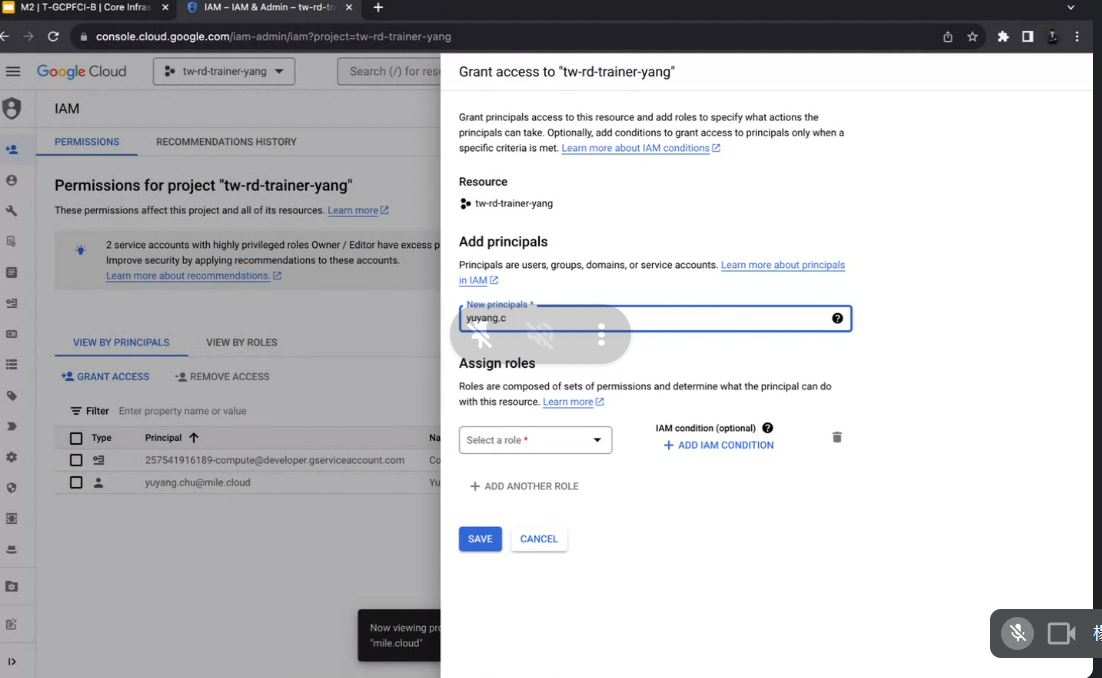 M2 | T-GCPFCI-B | Core Infras
IAM – IAM & Admin – tw-rd-tr
console.cloud.google.com/iam-admin/iam?project=tw-rd-trainer-yang
Google Cloud
tw-rd-trainer-yang
Search (/) for res
IAM
PERMISSIONS
RECOMMENDATIONS HISTORY
Permissions for project "tw-rd-trainer-yang"
These permissions affect this project and all of its resources. Learn more
2 service accounts with highly privileged roles Owner / Editor have excess p
Improve security by applying recommendations to these accounts.
Learn more about recommendations.
VIEW BY PRINCIPALS
VIEW BY ROLES
GRANT ACCESS
REMOVE ACCESS
Filter Enter property name or value
Type Principal Na
257541916189-compute@developer.gserviceaccount.com Co
yuyang.chu@mile.cloud Yu
Now viewing pro
"mile.cloud"
Grant access to "tw-rd-trainer-yang"
Grant principals access to this resource and add roles to specify what actions the
principals can take. Optionally, add conditions to grant access to principals only when a
specific criteria is met. Learn more about IAM conditions
Resource
tw-rd-trainer-yang
Add principals
Principals are users, groups, domains, or service accounts. Learn more about principals
in IAM
New principals *
yuyang.c
Assign roles
Roles are composed of sets of permissions and determine what the principal can do
with this resource. Learn more
Select a role *
IAM condition (optional)
+ ADD IAM CONDITION
+ ADD ANOTHER ROLE
SAVE
CANCEL